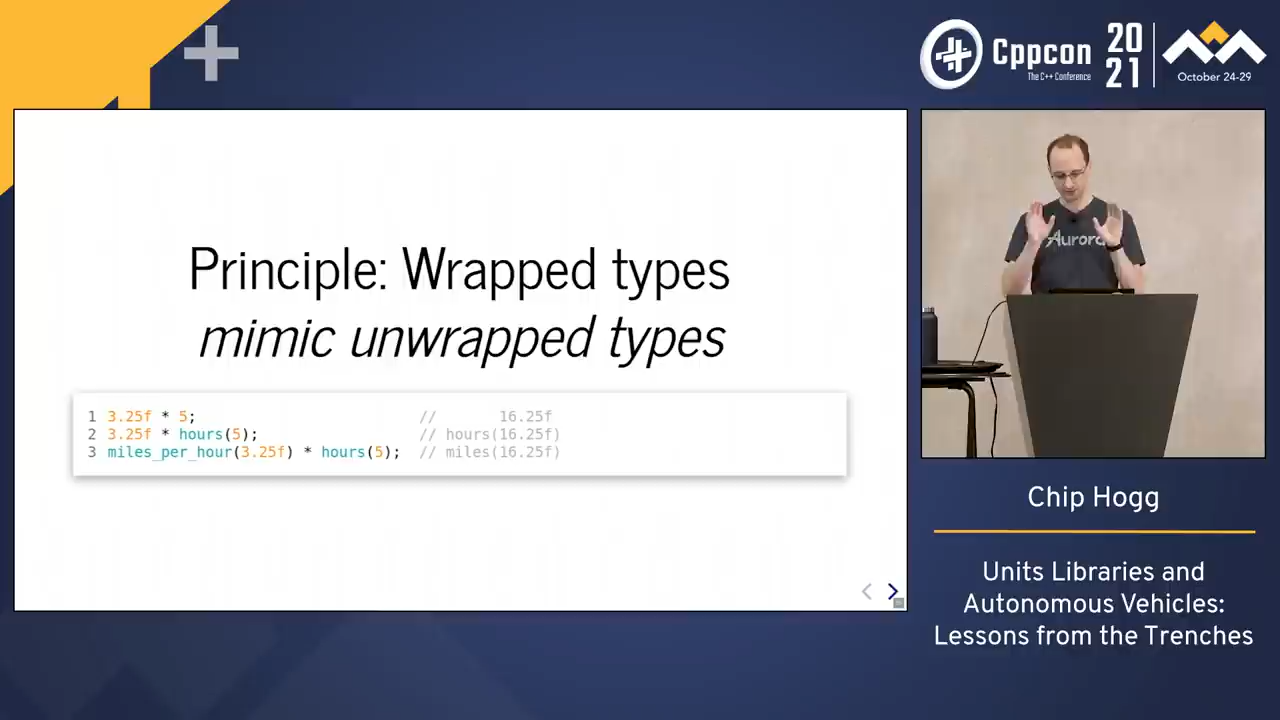 Cppcon
The C++ Conference
20
21
October 24-29
Principle: Wrapped types
mimic unwrapped types
1 3.25f * 5; // 16.25f
2 3.25f * hours(5); // hours(16.25f)
3 miles_per_hour(3.25f) * hours(5); // miles(16.25f)
Aurora
Chip Hogg
Units Libraries and
Autonomous Vehicles:
Lessons from the Trenches